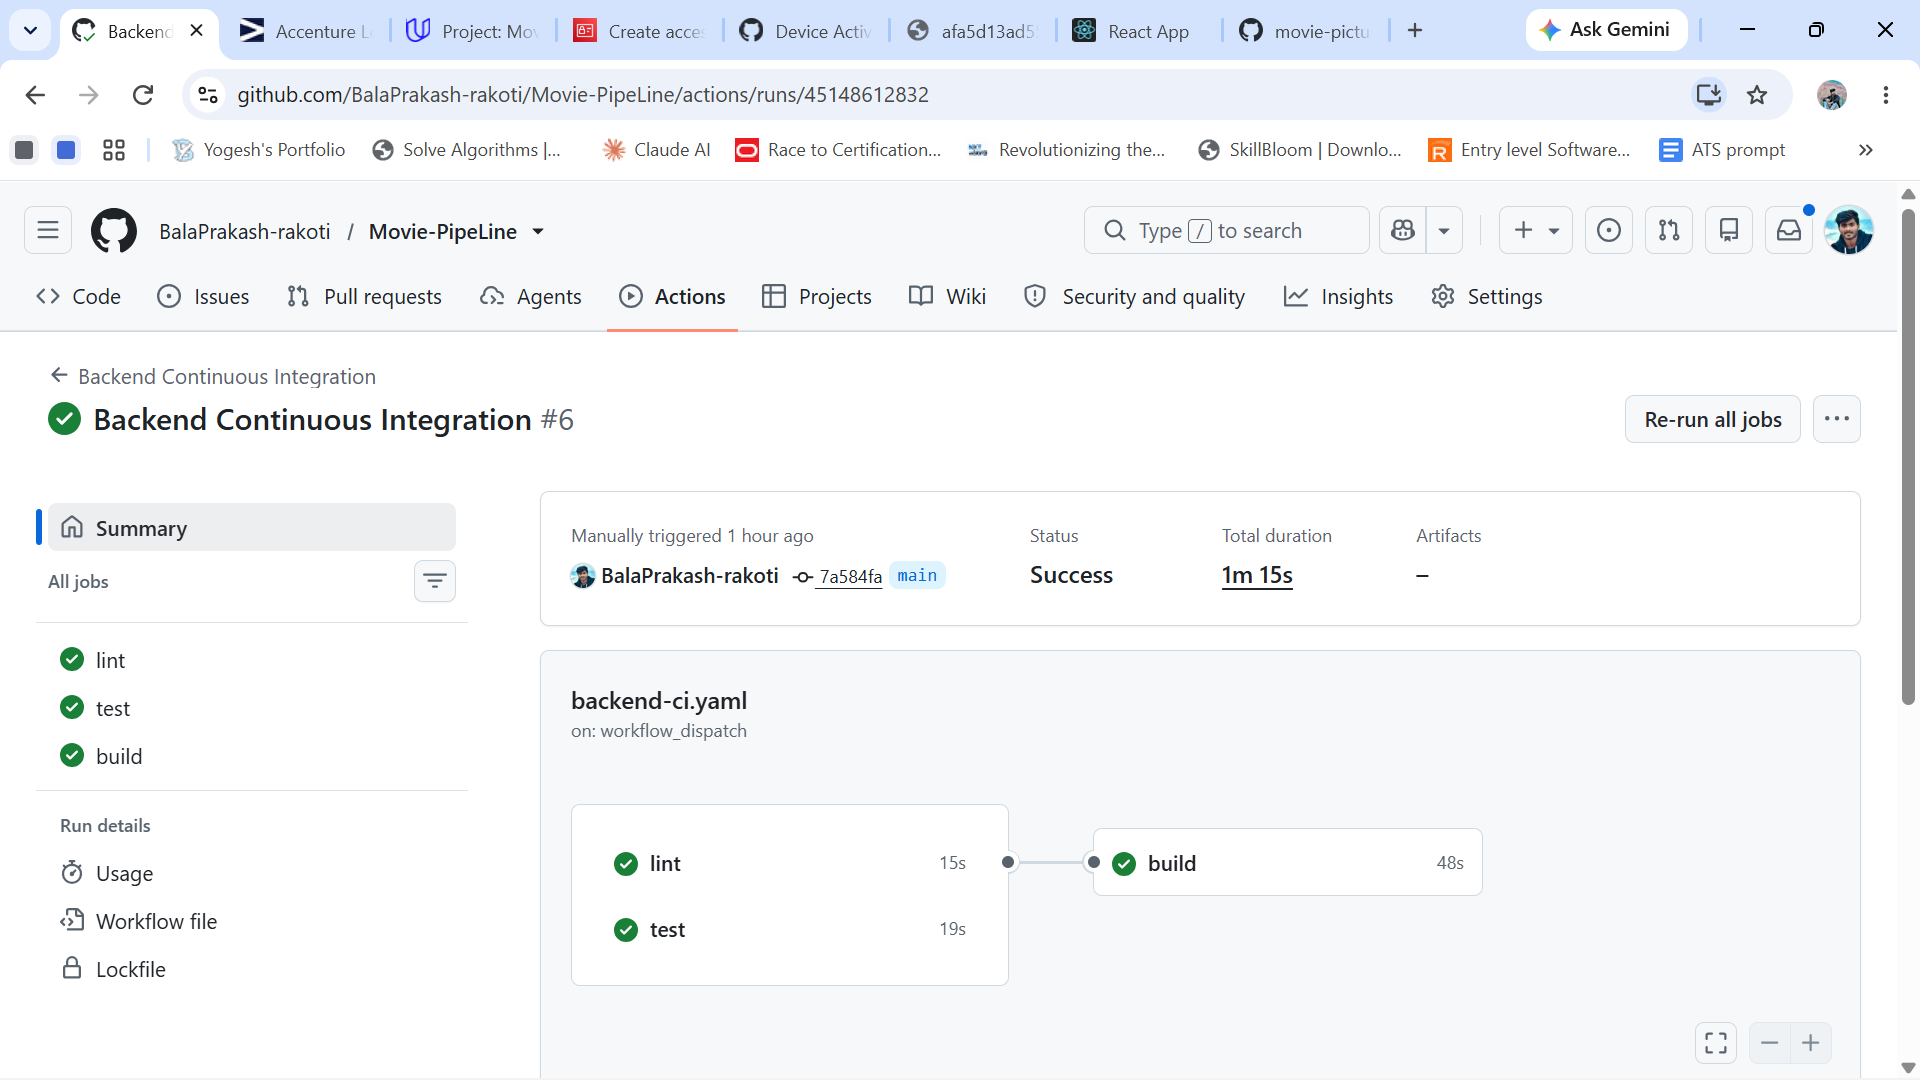 Backend
Accenture L
Project: Mov
Create acces
Device Activ
afa5d13ad5
React App
movie-pictu
Ask Gemini
github.com/BalaPrakash-rakoti/Movie-PipeLine/actions/runs/45148612832
Yogesh's Portfolio
Solve Algorithms |...
Claude AI
Race to Certification...
Revolutionizing the...
SkillBloom | Downlo...
Entry level Software...
ATS prompt
BalaPrakash-rakoti / Movie-PipeLine
Type / to search
Code
Issues
Pull requests
Agents
Actions
Projects
Wiki
Security and quality
Insights
Settings
Backend Continuous Integration
Backend Continuous Integration #6
Re-run all jobs
Summary
All jobs
lint
test
build
Run details
Usage
Workflow file
Lockfile
Manually triggered 1 hour ago
BalaPrakash-rakoti 7a584fa main
Status
Success
Total duration
1m 15s
Artifacts
–
backend-ci.yaml
on: workflow_dispatch
lint 15s
test 19s
build 48s